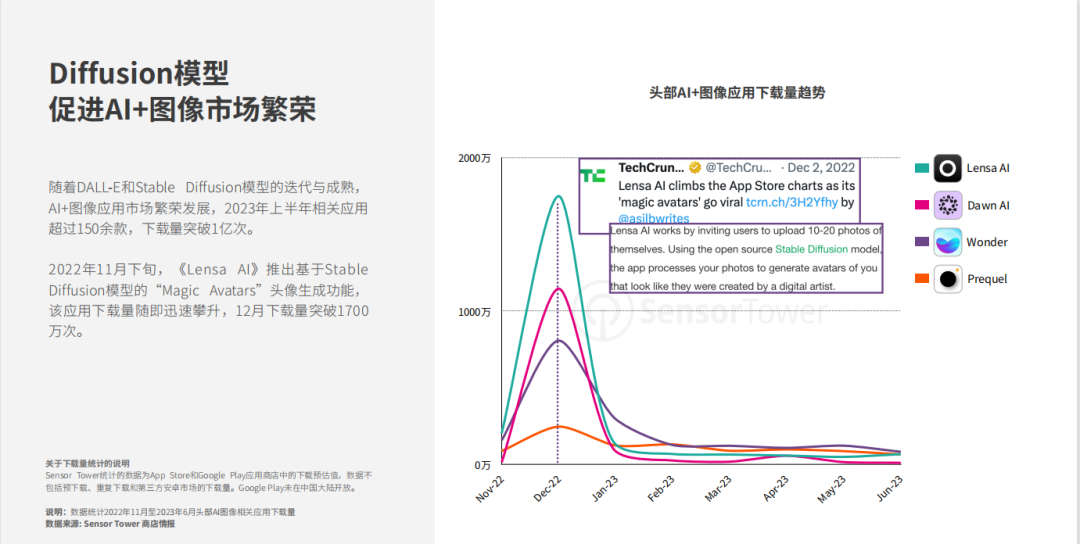 Diffusion模型
促进AI+图像市场繁荣
随着DALL-E和Stable Diffusion模型的迭代与成熟，
AI+图像应用市场繁荣发展，2023年上半年相关应用
超过150余款，下载量突破1亿次。
2022年11月下旬，《Lensa AI》推出基于Stable
Diffusion模型的“Magic Avatars”头像生成功能，
该应用下载量随即迅速攀升，12月下载量突破1700
万次。
关于下载量统计的说明
Sensor Tower统计的数据为App Store和Google Play应用商店中的下载预估值，数据不
包括预下载、重复下载和第三方安卓市场的下载量。Google Play未在中国大陆开放。
说明：数据统计2022年11月至2023年6月头部AI图像相关应用下载量
数据来源: Sensor Tower 商店情报
头部AI+图像应用下载量趋势
2000万
1000万
0万
TechCrun... @TechCru... · Dec 2, 2022
Lensa AI climbs the App Store charts as its
'magic avatars' go viral tcrn.ch/3H2Yfhy by
@asilbwrites
Lensa AI works by inviting users to upload 10-20 photos of
themselves. Using the open source Stable Diffusion model,
the app processes your photos to generate avatars of you
that look like they were created by a digital artist.
SensorTower
Lensa AI
Dawn AI
Wonder
Prequel
Nov-22
Dec-22
Jan-23
Feb-23
Mar-23
Apr-23
May-23
Jun-23